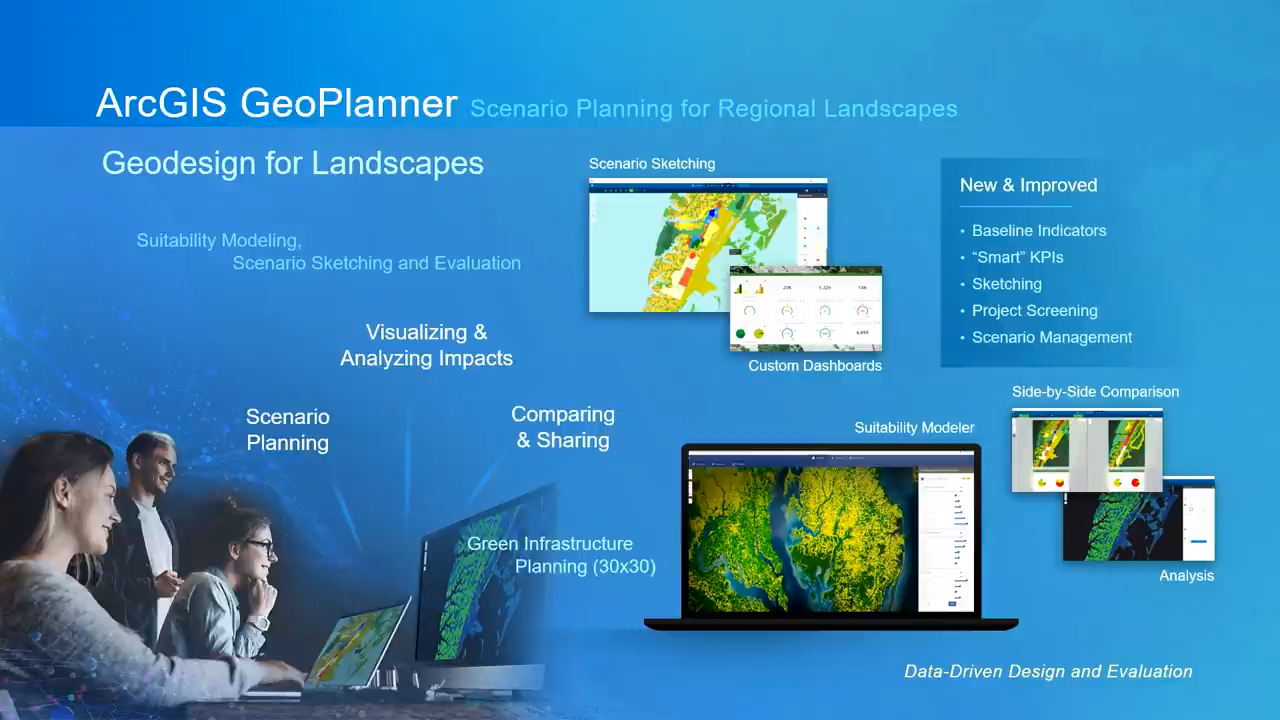 ArcGIS GeoPlanner Scenario Planning for Regional Landscapes
Geodesign for Landscapes
Suitability Modeling,
Scenario Sketching and Evaluation
Visualizing &
Analyzing Impacts
Scenario
Planning
Comparing
& Sharing
Green Infrastructure
Planning (30x30)
Scenario Sketching
Custom Dashboards
New & Improved
• Baseline Indicators
• “Smart” KPIs
• Sketching
• Project Screening
• Scenario Management
Side-by-Side Comparison
Suitability Modeler
Analysis
Data-Driven Design and Evaluation